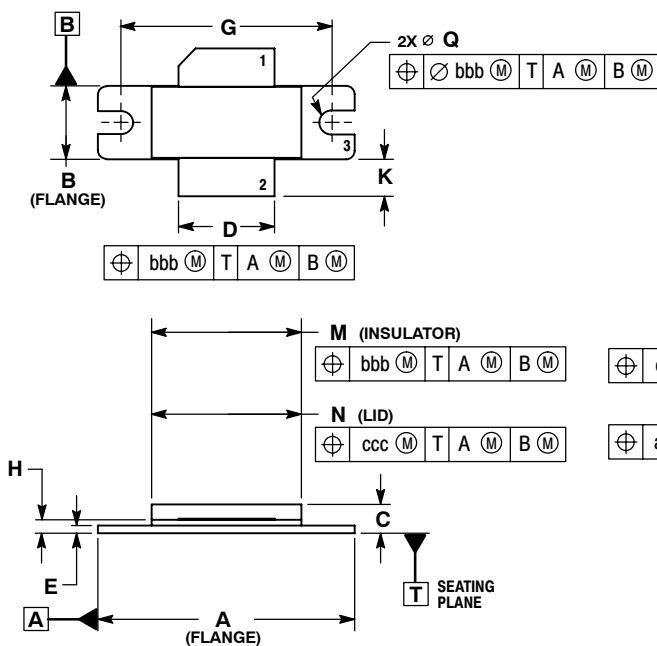 B
G
1
2X ⌀ Q
⌖ ⌀ bbb Ⓜ T A Ⓜ B Ⓜ
3
B
(FLANGE)
K
2
D
⌖ bbb Ⓜ T A Ⓜ B Ⓜ
M (INSULATOR)
⌖ bbb Ⓜ T A Ⓜ B Ⓜ
N (LID)
⌖ ccc Ⓜ T A Ⓜ B Ⓜ
H
C
E
T SEATING
PLANE
A
A
(FLANGE)